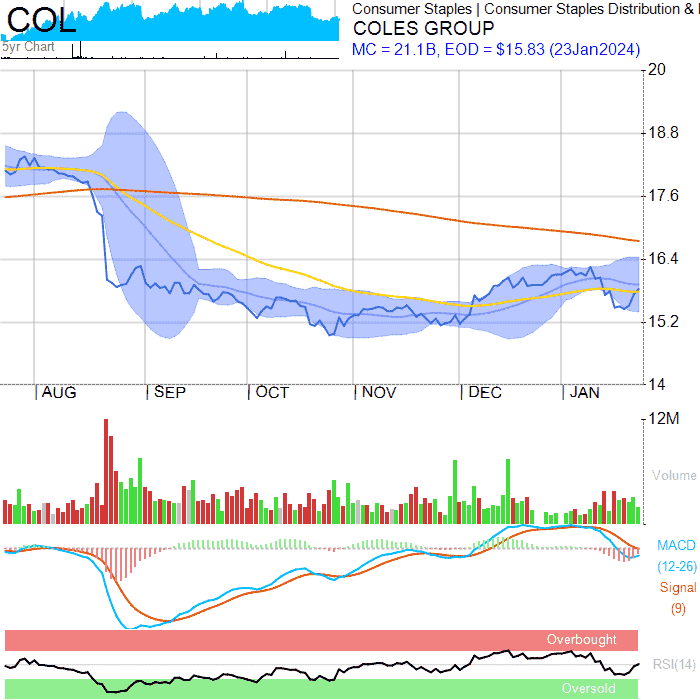 COL
Consumer Staples | Consumer Staples Distribution &
COLES GROUP
MC = 21.1B, EOD = $15.83 (23Jan2024)
5yr Chart
20
18.8
17.6
16.4
15.2
14
AUG
SEP
OCT
NOV
DEC
JAN
12M
Volume
MACD
(12-26)
Signal
(9)
Overbought
RSI(14)
Oversold